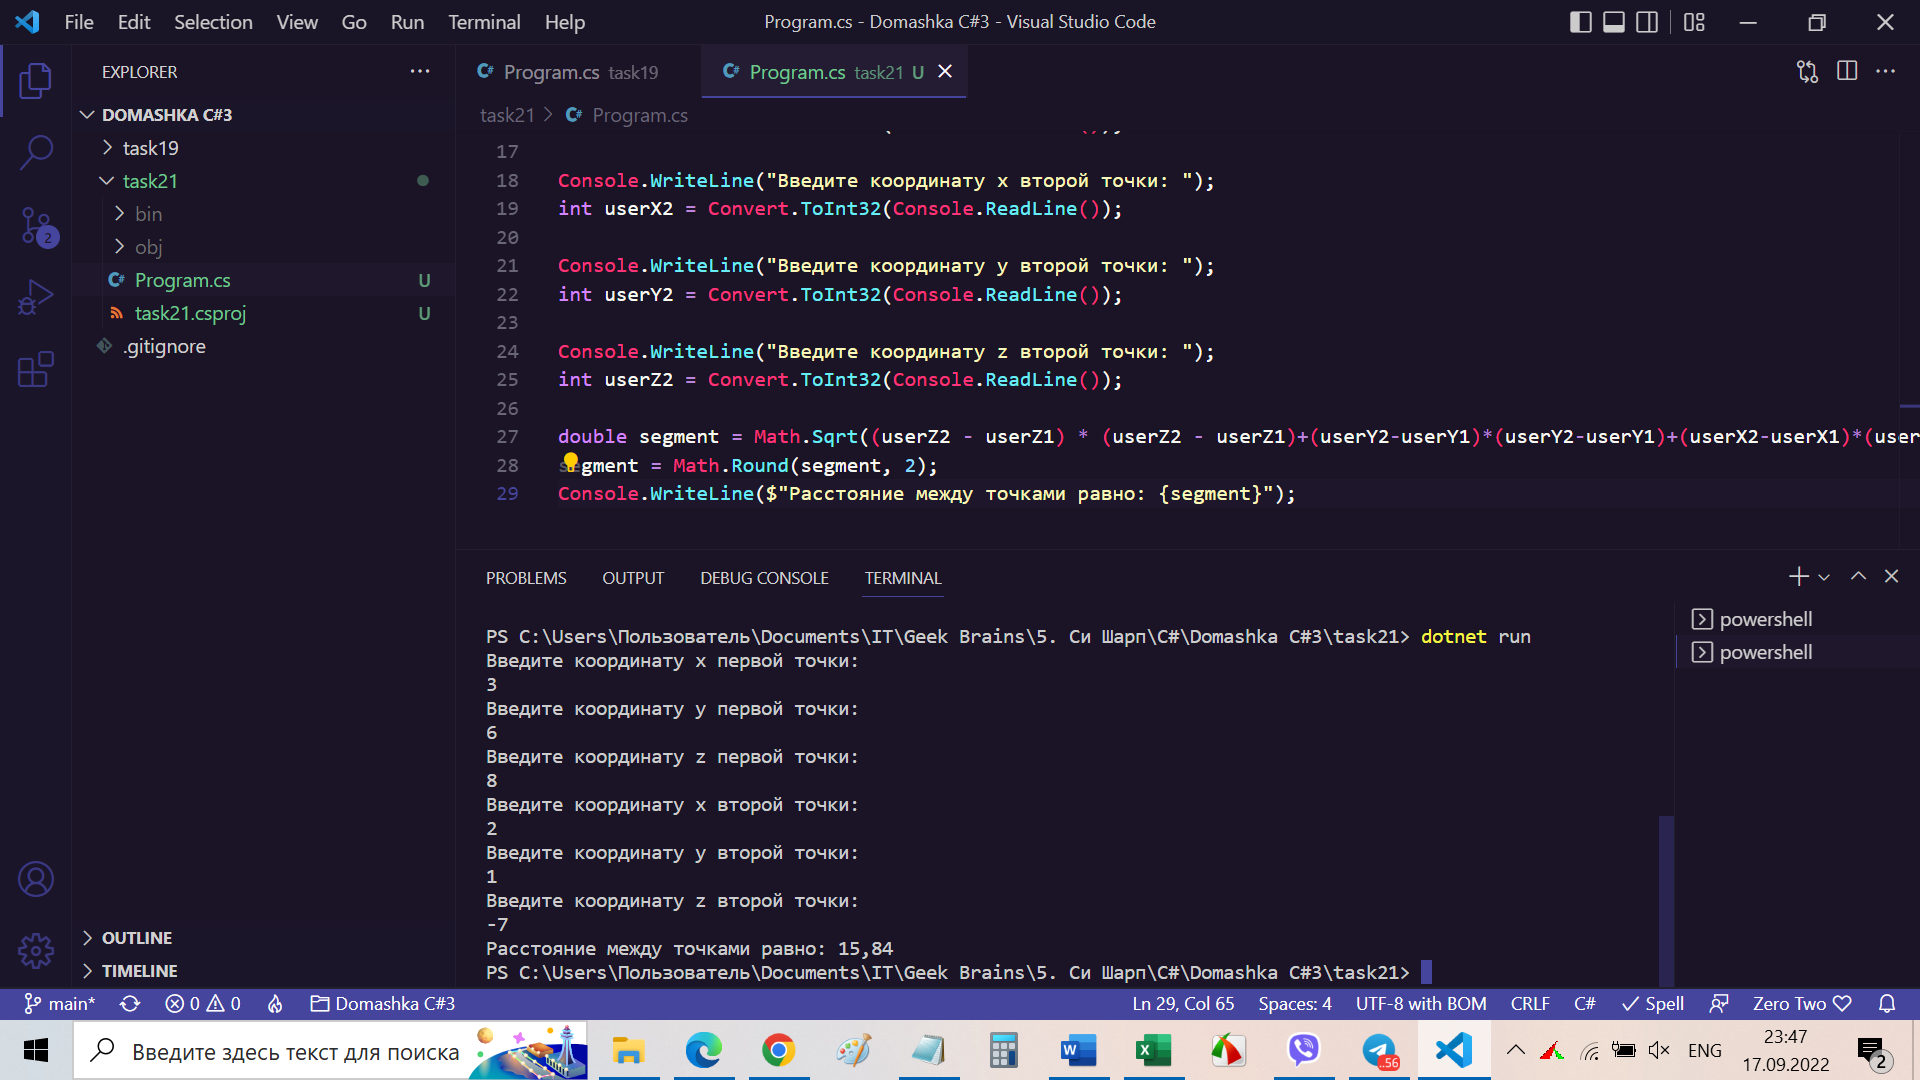 File Edit Selection View Go Run Terminal Help Program.cs - Domashka C#3 - Visual Studio Code
EXPLORER
DOMASHKA C#3
task19
task21
bin
obj
Program.cs U
task21.csproj U
.gitignore
OUTLINE
TIMELINE
2
Program.cs task19 Program.cs task21 U
task21 > Program.cs
17
18 Console.WriteLine("Введите координату x второй точки: ");
19 int userX2 = Convert.ToInt32(Console.ReadLine());
20
21 Console.WriteLine("Введите координату y второй точки: ");
22 int userY2 = Convert.ToInt32(Console.ReadLine());
23
24 Console.WriteLine("Введите координату z второй точки: ");
25 int userZ2 = Convert.ToInt32(Console.ReadLine());
26
27 double segment = Math.Sqrt((userZ2 - userZ1) * (userZ2 - userZ1)+(userY2-userY1)*(userY2-userY1)+(userX2-userX1)*(user
28 segment = Math.Round(segment, 2);
29 Console.WriteLine($"Расстояние между точками равно: {segment}");
PROBLEMS OUTPUT DEBUG CONSOLE TERMINAL
powershell
powershell
PS C:\Users\Пользователь\Documents\IT\Geek Brains\5. Си Шарп\C#\Domashka C#3\task21> dotnet run
Введите координату x первой точки:
3
Введите координату y первой точки:
6
Введите координату z первой точки:
8
Введите координату x второй точки:
2
Введите координату y второй точки:
1
Введите координату z второй точки:
-7
Расстояние между точками равно: 15,84
PS C:\Users\Пользователь\Documents\IT\Geek Brains\5. Си Шарп\C#\Domashka C#3\task21>
main* 0 0 Domashka C#3 Ln 29, Col 65 Spaces: 4 UTF-8 with BOM CRLF C# Spell Zero Two
Введите здесь текст для поиска
..56
ENG
23:47
17.09.2022
2